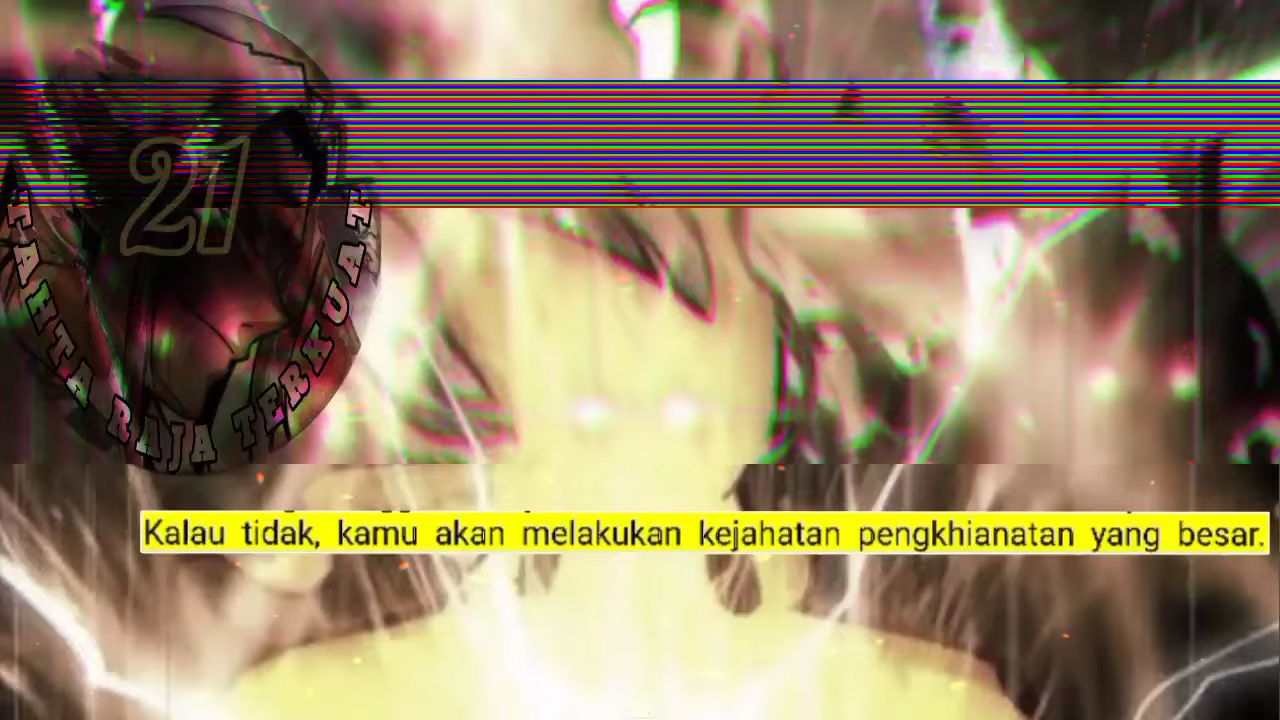 21
TAHTA RAJA TERKUAT
Kalau tidak, kamu akan melakukan kejahatan pengkhianatan yang besar.